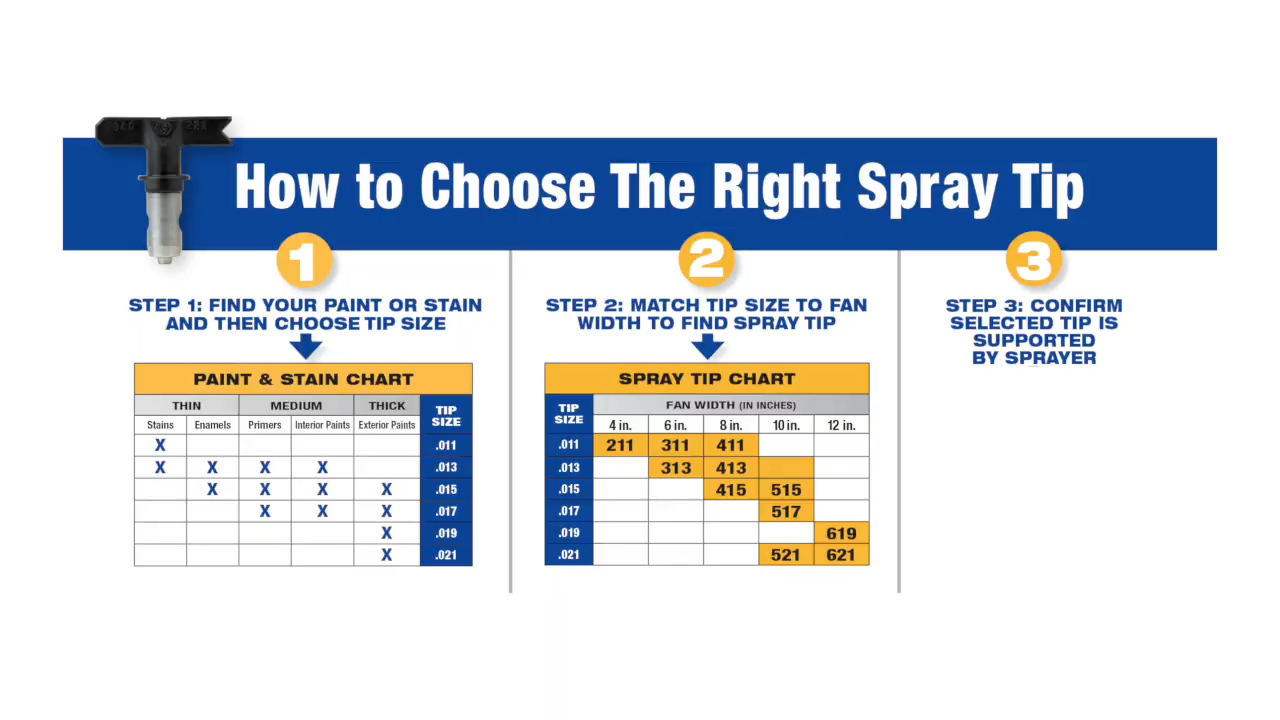 How to Choose The Right Spray Tip
1
STEP 1: FIND YOUR PAINT OR STAIN
AND THEN CHOOSE TIP SIZE
PAINT & STAIN CHART
THIN MEDIUM THICK TIP SIZE
Stains Enamels Primers Interior Paints Exterior Paints
X .011
X X X X .013
X X X X .015
X X X .017
X .019
X .021
2
STEP 2: MATCH TIP SIZE TO FAN
WIDTH TO FIND SPRAY TIP
SPRAY TIP CHART
TIP SIZE FAN WIDTH (IN INCHES)
4 in. 6 in. 8 in. 10 in. 12 in.
.011 211 311 411
.013 313 413
.015 415 515
.017 517
.019 619
.021 521 621
3
STEP 3: CONFIRM
SELECTED TIP IS
SUPPORTED
BY SPRAYER